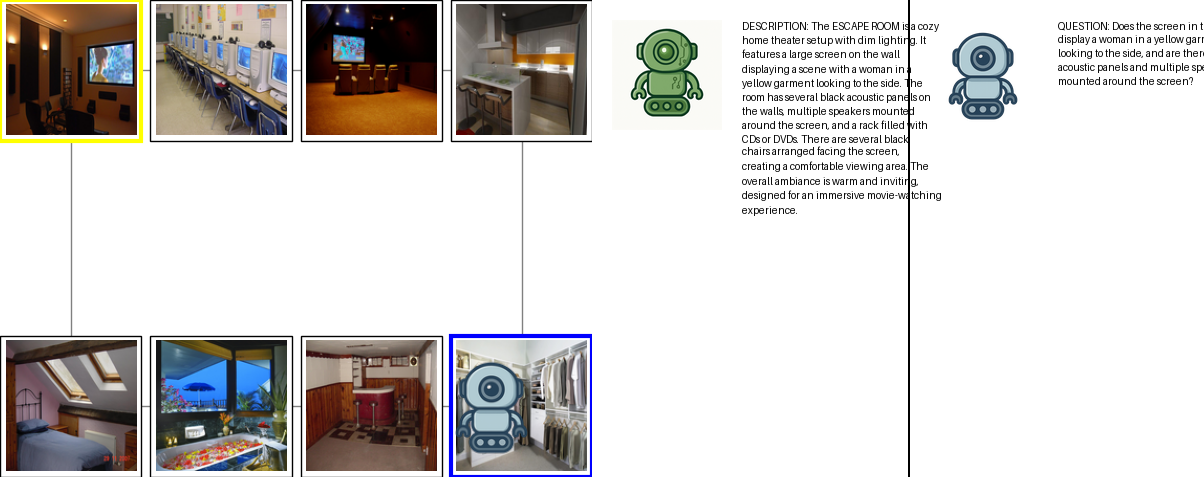 DESCRIPTION: The ESCAPE ROOM is a cozy
home theater setup with dim lighting. It
features a large screen on the wall
displaying a scene with a woman in a
yellow garment looking to the side. The
room has several black acoustic panels on
the walls, multiple speakers mounted
around the screen, and a rack filled with
CDs or DVDs. There are several black
chairs arranged facing the screen,
creating a comfortable viewing area. The
overall ambiance is warm and inviting,
designed for an immersive movie-watching
experience.
QUESTION: Does the screen in t
display a woman in a yellow garr
looking to the side, and are there
acoustic panels and multiple spe
mounted around the screen?